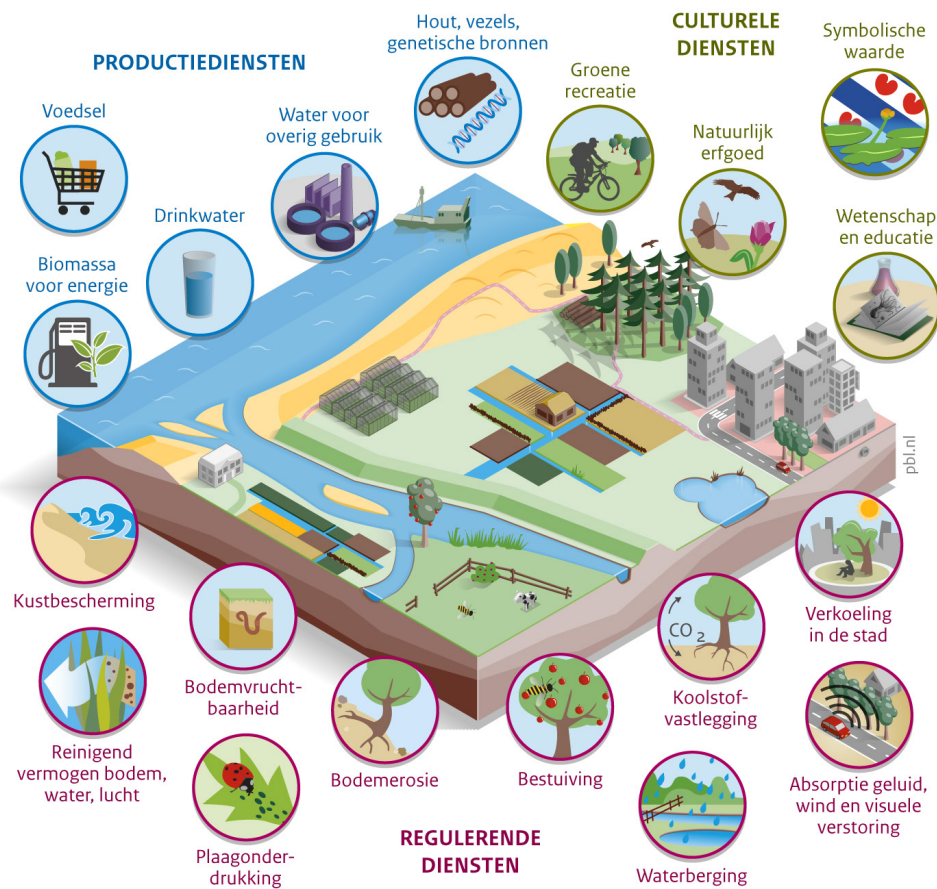 PRODUCTIEDIENSTEN
Voedsel
Biomassa
voor energie
Drinkwater
Water voor
overig gebruik
Hout, vezels,
genetische bronnen
CULTURELE
DIENSTEN
Groene
recreatie
Natuurlijk
erfgoed
Symbolische
waarde
Wetenschap
en educatie
pbl.nl
Kustbescherming
Reinigend
vermogen bodem,
water, lucht
Bodemvrucht-
baarheid
Plaagonder-
drukking
Bodemerosie
REGULERENDE
DIENSTEN
Bestuiving
CO2
Koolstof-
vastlegging
Waterberging
Verkoeling
in de stad
Absorptie geluid,
wind en visuele
verstoring